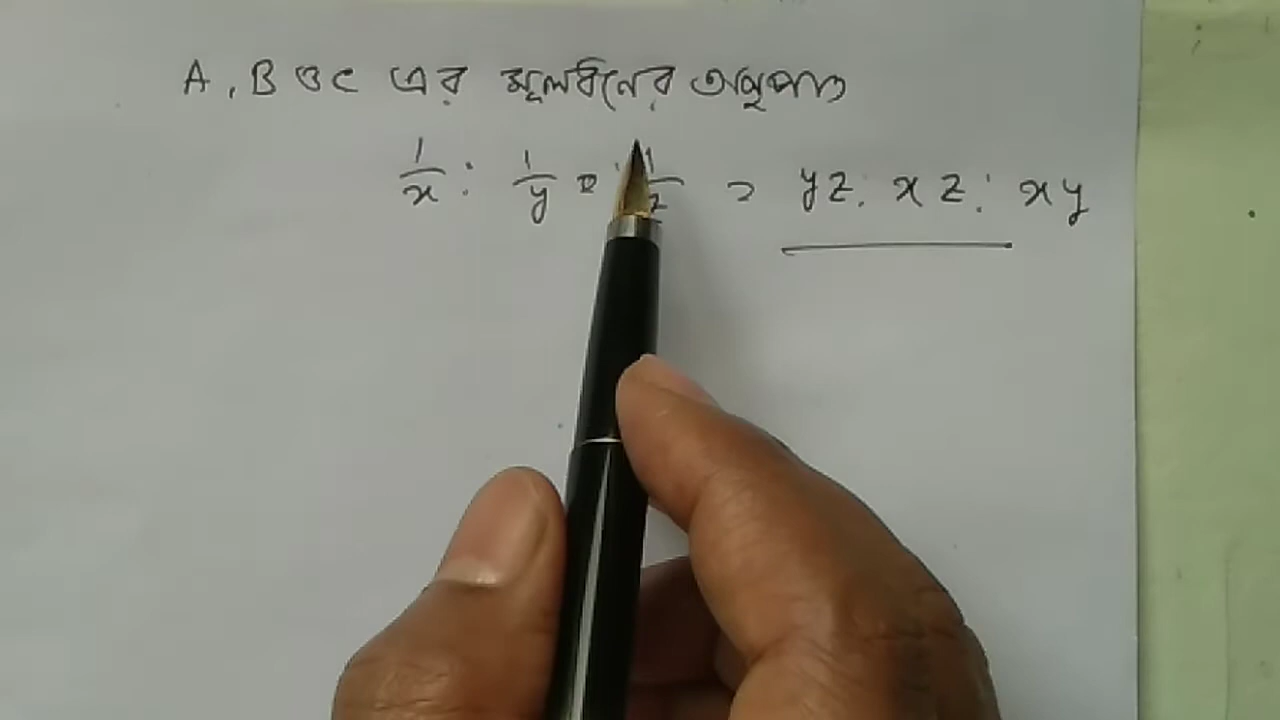 A, B ও C এর মূলধনের অনুপাত
1/x : 1/y : 1/z = yz : xz : xy